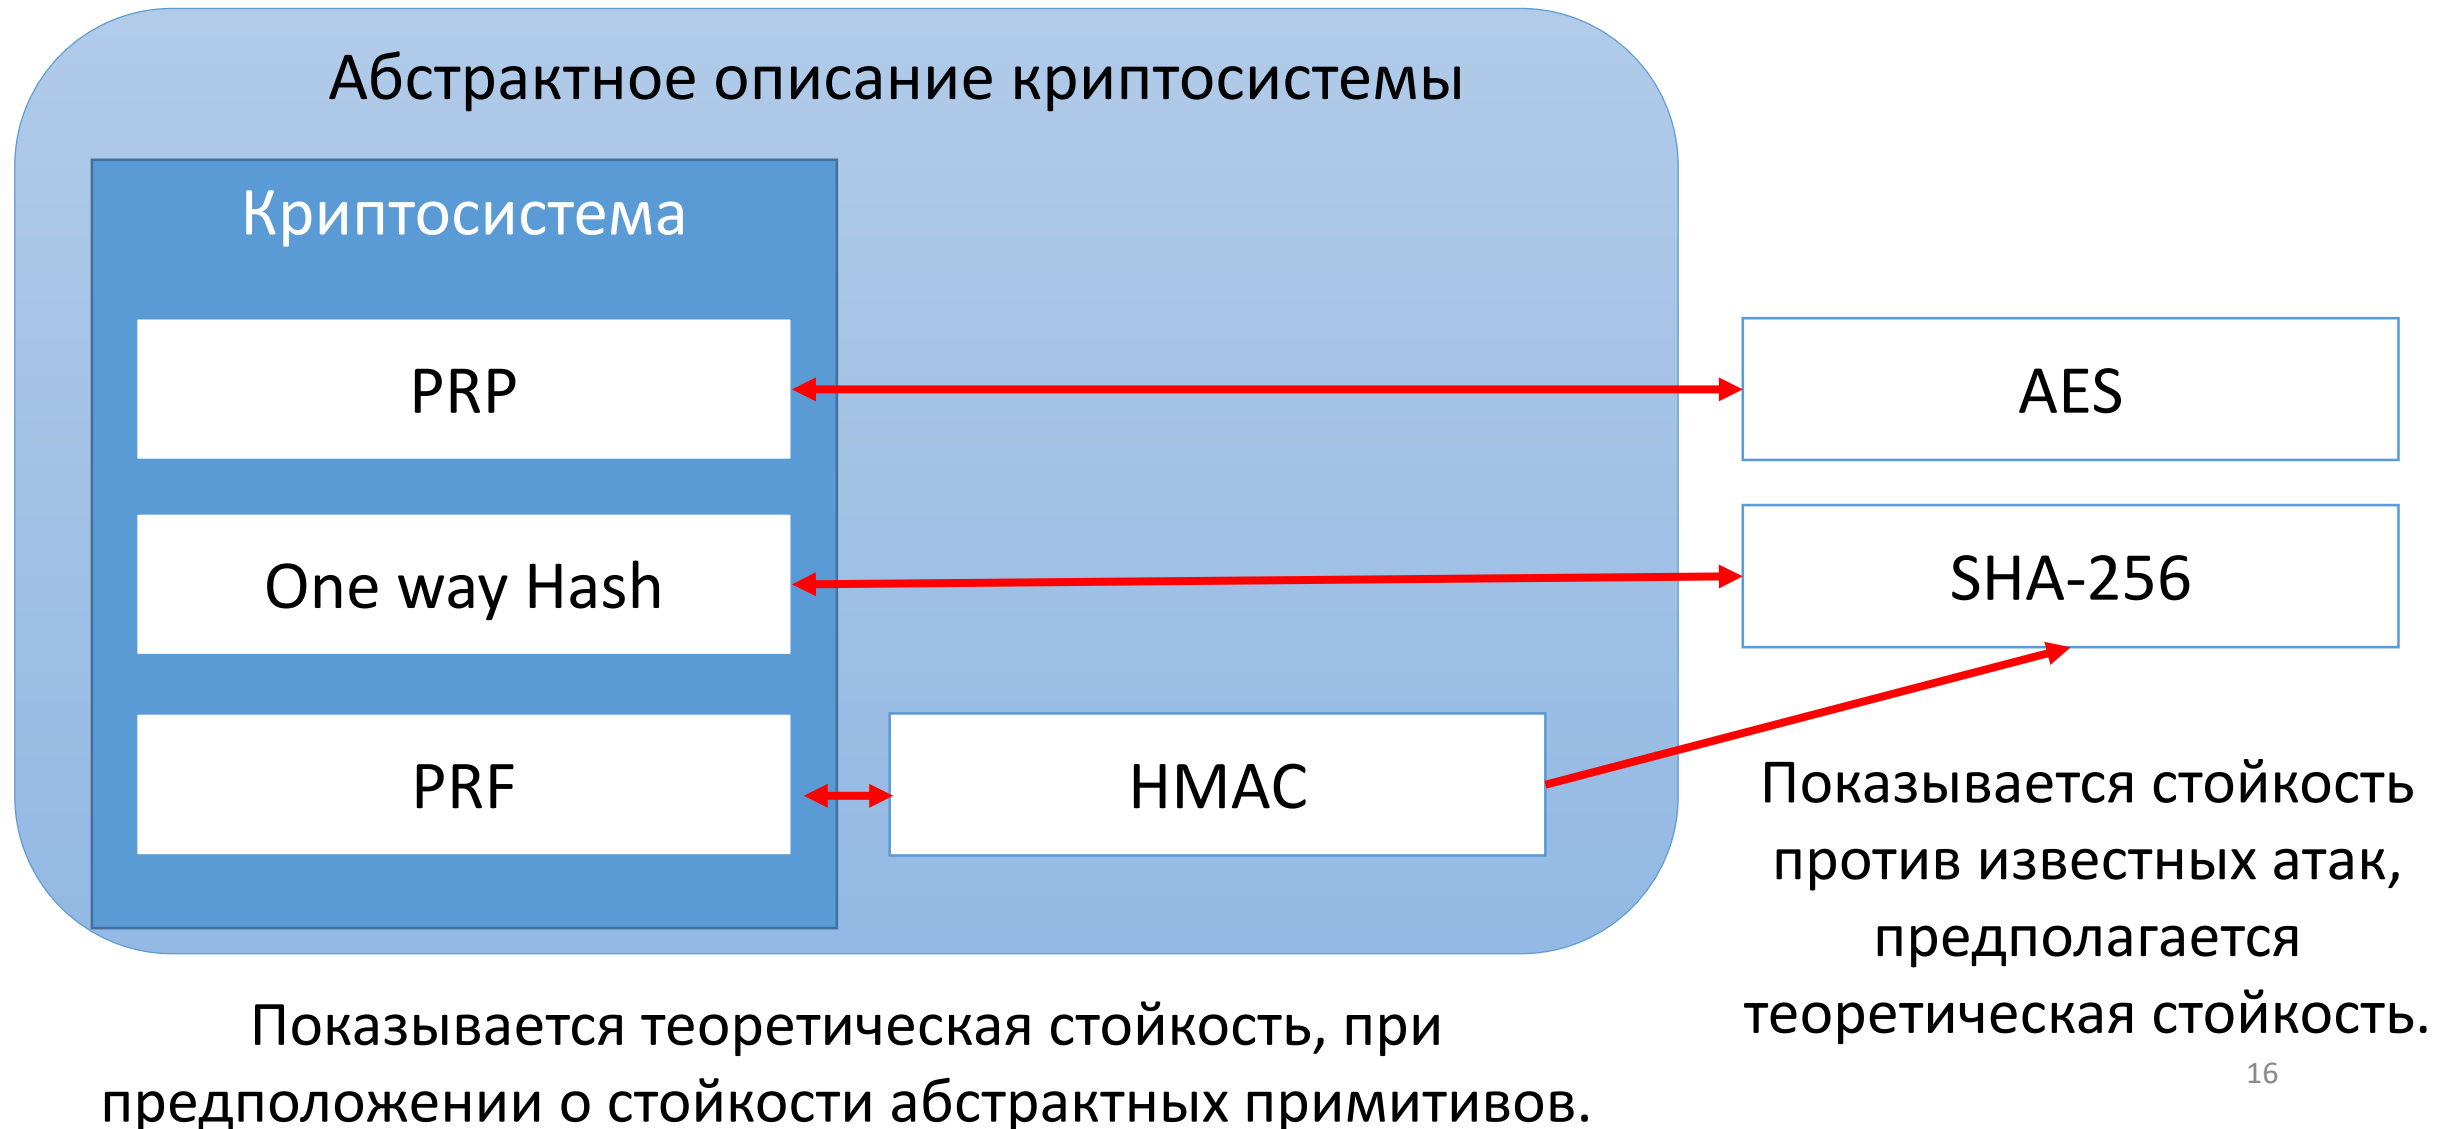 Абстрактное описание криптосистемы
Криптосистема
PRP
AES
One way Hash
SHA-256
PRF
HMAC
Показывается стойкость
против известных атак,
предполагается
теоретическая стойкость.
Показывается теоретическая стойкость, при
предположении о стойкости абстрактных примитивов.
16